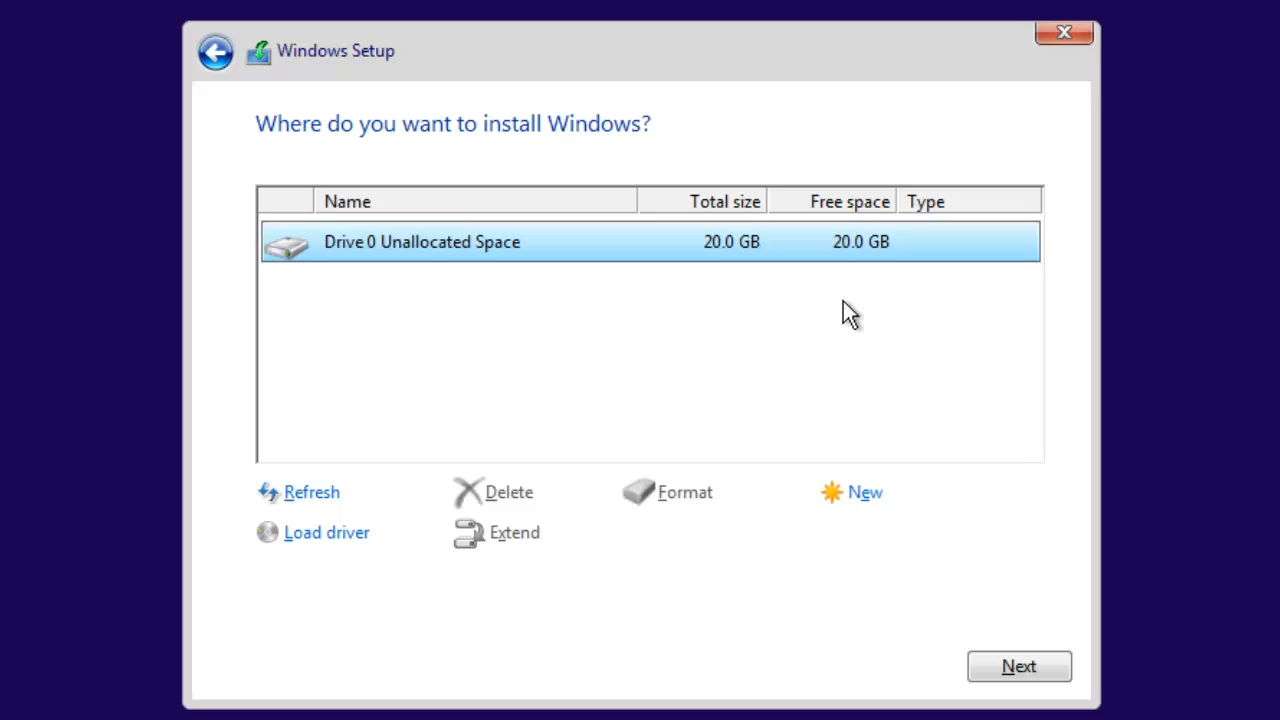 Windows Setup
Where do you want to install Windows?
Name Total size Free space Type
Drive 0 Unallocated Space 20.0 GB 20.0 GB
Refresh Delete Format New
Load driver Extend
Next